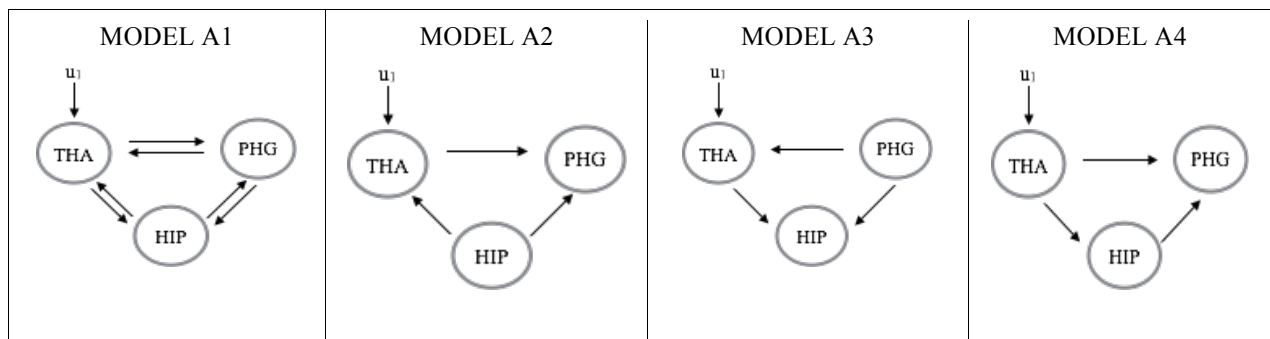 MODEL A1
u1
THA
PHG
HIP
MODEL A2
u1
THA
PHG
HIP
MODEL A3
u1
THA
PHG
HIP
MODEL A4
u1
THA
PHG
HIP